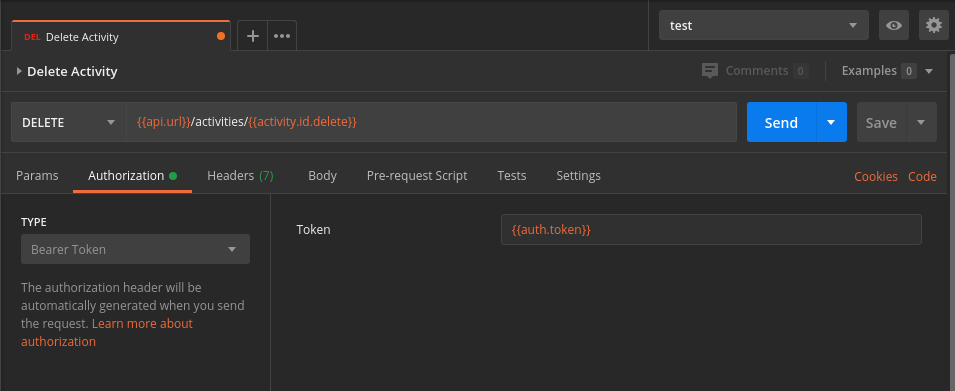 DEL Delete Activity
test
Delete Activity
Comments 0
Examples 0
DELETE
{{api.url}}/activities/{{activity.id.delete}}
Send
Save
Params
Authorization
Headers (7)
Body
Pre-request Script
Tests
Settings
Cookies
Code
TYPE
Bearer Token
The authorization header will be
automatically generated when you send
the request. Learn more about
authorization
Token
{{auth.token}}